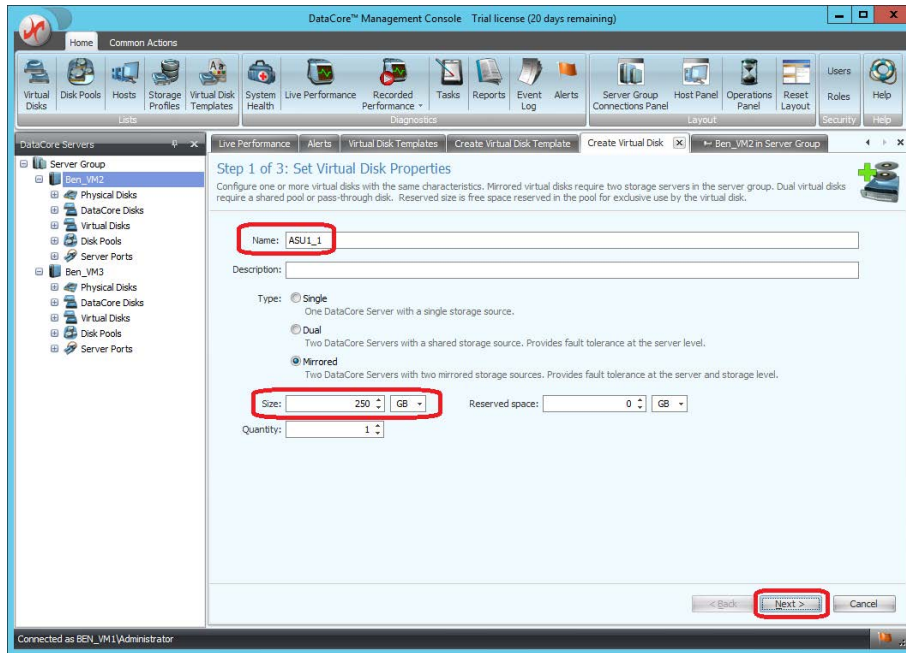 DataCore™ Management Console Trial license (20 days remaining)
Home Common Actions
Virtual Disks
Disk Pools
Hosts
Storage Profiles
Virtual Disk Templates
Lists
System Health
Live Performance
Recorded Performance
Tasks
Reports
Event Log
Alerts
Diagnostics
Server Group Connections Panel
Host Panel
Operations Panel
Reset Layout
Layout
Users
Roles
Security
Help
Help
DataCore Servers
Server Group
Ben_VM2
Physical Disks
DataCore Disks
Virtual Disks
Disk Pools
Server Ports
Ben_VM3
Physical Disks
DataCore Disks
Virtual Disks
Disk Pools
Server Ports
Live Performance Alerts Virtual Disk Templates Create Virtual Disk Template Create Virtual Disk Ben_VM2 in Server Group
Step 1 of 3: Set Virtual Disk Properties
Configure one or more virtual disks with the same characteristics. Mirrored virtual disks require two storage servers in the server group. Dual virtual disks
require a shared pool or pass-through disk. Reserved size is free space reserved in the pool for exclusive use by the virtual disk.
Name: ASU1_1
Description:
Type: Single
One DataCore Server with a single storage source.
Dual
Two DataCore Servers with a shared storage source. Provides fault tolerance at the server level.
Mirrored
Two DataCore Servers with two mirrored storage sources. Provides fault tolerance at the server and storage level.
Size: 250 GB Reserved space: 0 GB
Quantity: 1
< Back Next > Cancel
Connected as BEN_VM1\Administrator